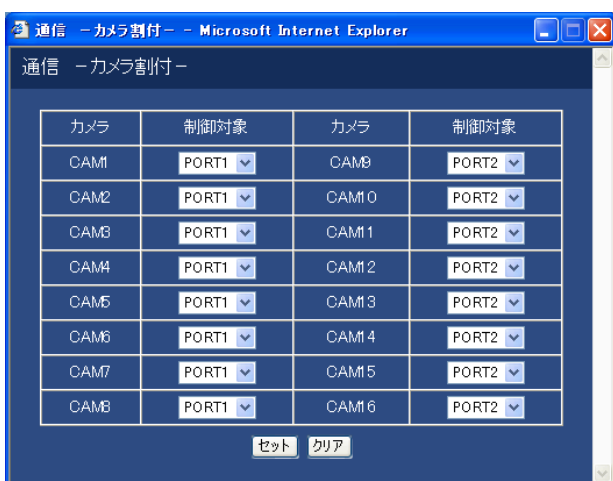 通信 －カメラ割付－ - Microsoft Internet Explorer
通信 －カメラ割付－
カメラ 制御対象 カメラ 制御対象
CAM1 PORT1 CAM9 PORT2
CAM2 PORT1 CAM10 PORT2
CAM3 PORT1 CAM11 PORT2
CAM4 PORT1 CAM12 PORT2
CAM5 PORT1 CAM13 PORT2
CAM6 PORT1 CAM14 PORT2
CAM7 PORT1 CAM15 PORT2
CAM8 PORT1 CAM16 PORT2
セット クリア